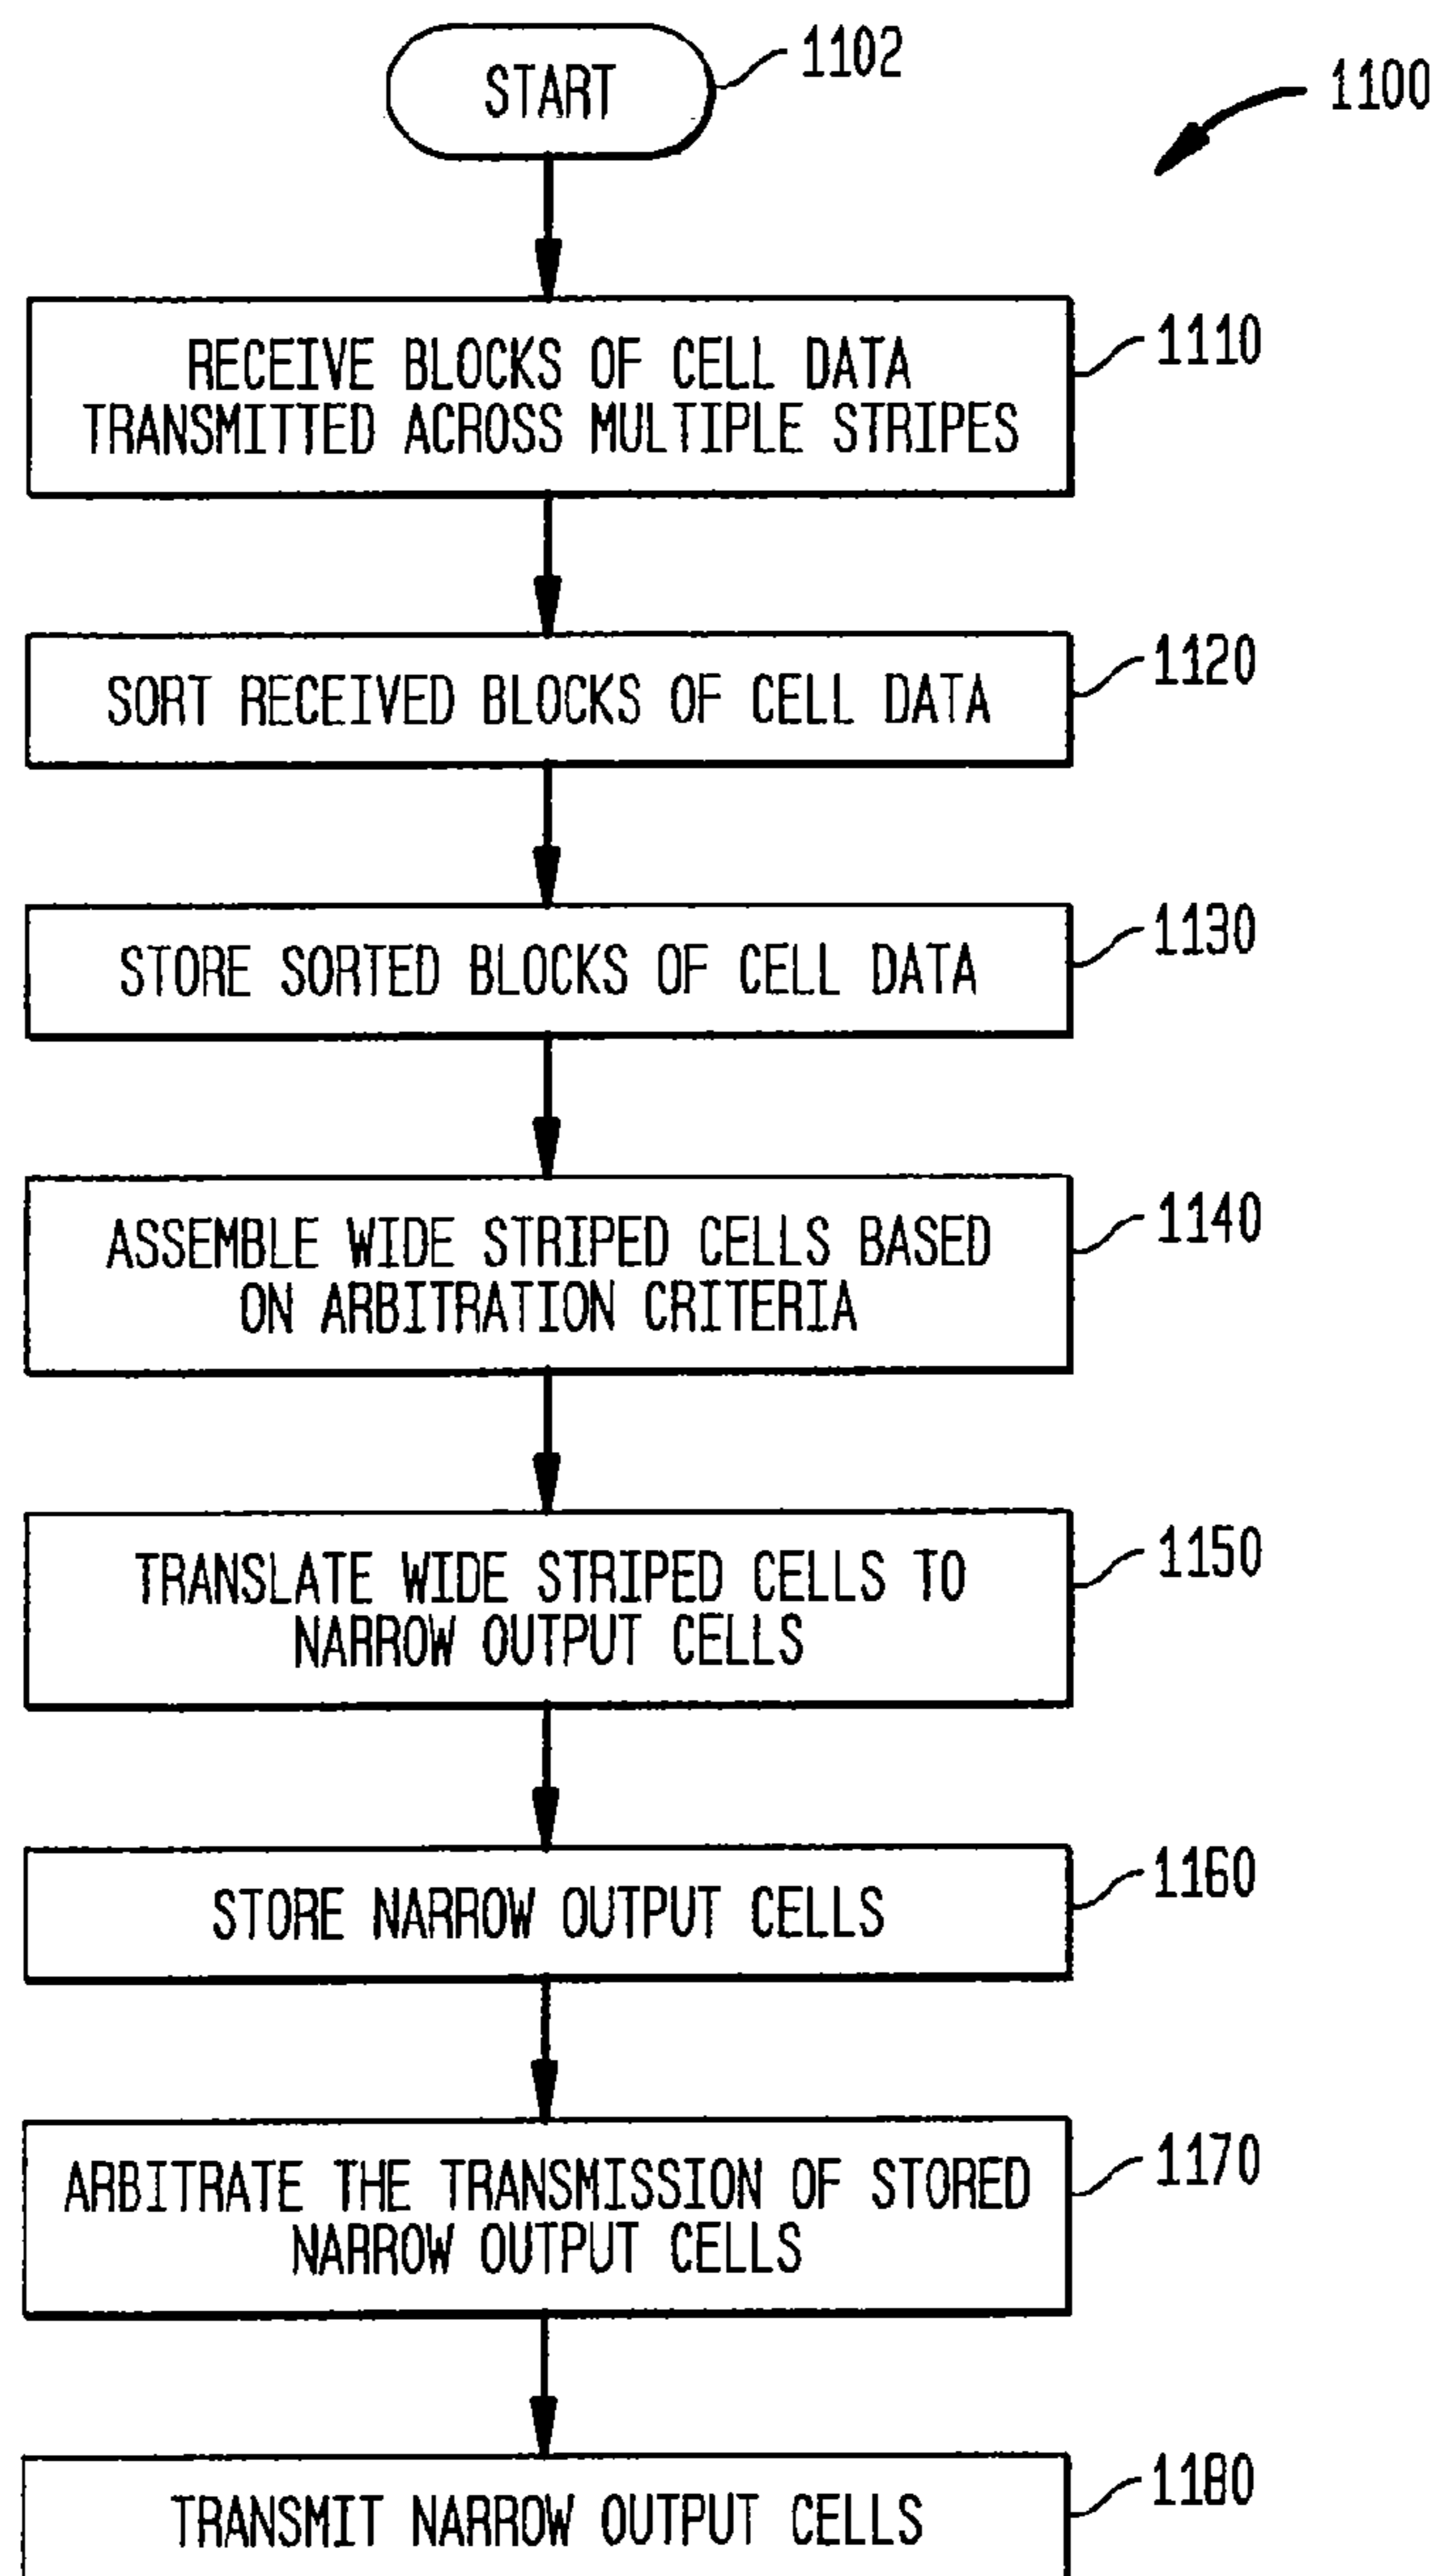 START
1102
1100
RECEIVE BLOCKS OF CELL DATA
TRANSMITTED ACROSS MULTIPLE STRIPES
1110
SORT RECEIVED BLOCKS OF CELL DATA
1120
STORE SORTED BLOCKS OF CELL DATA
1130
ASSEMBLE WIDE STRIPED CELLS BASED
ON ARBITRATION CRITERIA
1140
TRANSLATE WIDE STRIPED CELLS TO
NARROW OUTPUT CELLS
1150
STORE NARROW OUTPUT CELLS
1160
ARBITRATE THE TRANSMISSION OF STORED
NARROW OUTPUT CELLS
1170
TRANSMIT NARROW OUTPUT CELLS
1180